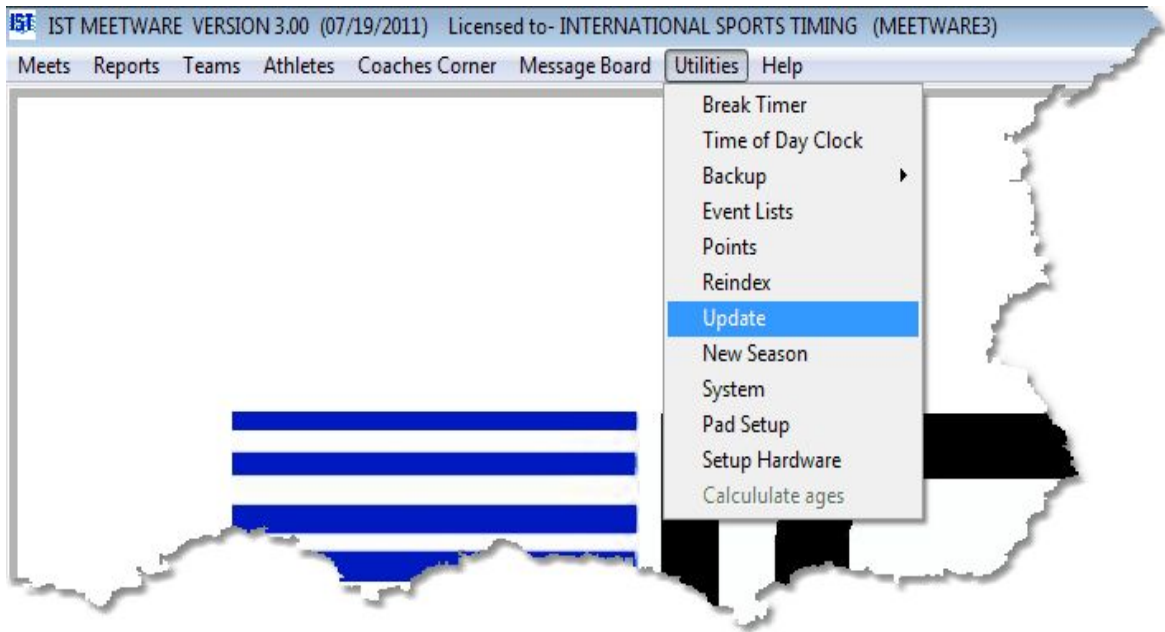 IST IST MEETWARE VERSION 3.00 (07/19/2011) Licensed to- INTERNATIONAL SPORTS TIMING (MEETWARE3)
Meets Reports Teams Athletes Coaches Corner Message Board Utilities Help
Break Timer
Time of Day Clock
Backup
Event Lists
Points
Reindex
Update
New Season
System
Pad Setup
Setup Hardware
Calcululate ages